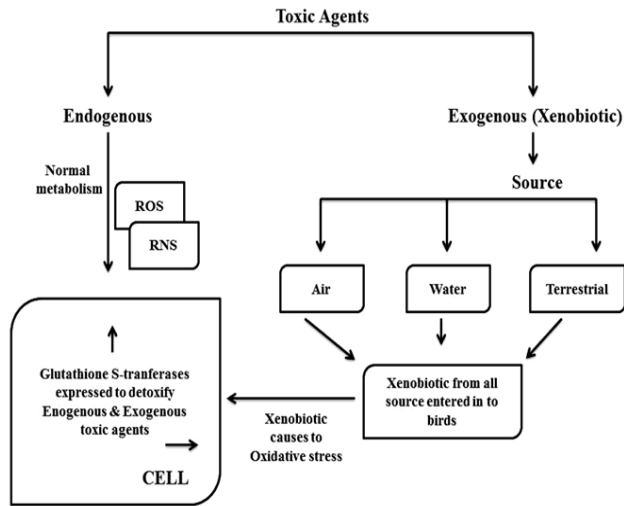 Toxic Agents
Endogenous
Exogenous (Xenobiotic)
Normal
metabolism
ROS
RNS
Source
Air
Water
Terrestrial
Glutathione S-tranferases
expressed to detoxify
Enogenous & Exogenous
toxic agents
CELL
Xenobiotic from all
source entered in to
birds
Xenobiotic
causes to
Oxidative stress